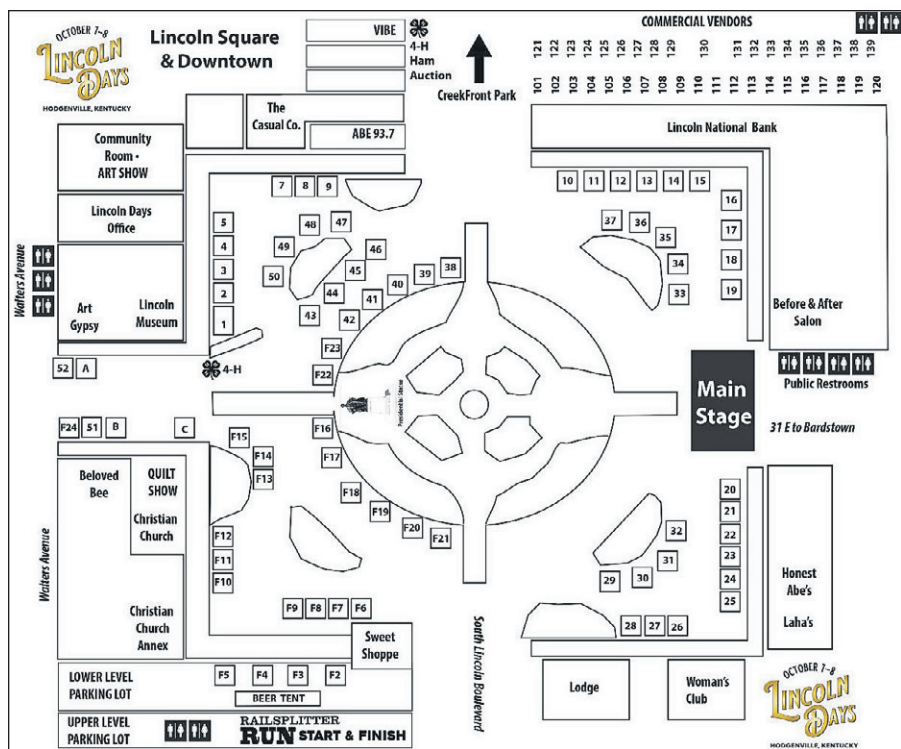 OCTOBER 7-8
LINCOLN
DAYS
HODGENVILLE, KENTUCKY
Lincoln Square
& Downtown
VIBE
4-H
Ham
Auction
CreekFront Park
COMMERCIAL VENDORS
121 122 123 124 125 126 127 128 129 130 131 132 133 134 135 136 137 138 139
101 102 103 104 105 106 107 108 109 110 111 112 113 114 115 116 117 118 119 120
The
Casual Co.
ABE 93.7
Lincoln National Bank
Community
Room •
ART SHOW
Lincoln Days
Office
Walters Avenue
Art
Gypsy
Lincoln
Museum
7 8 9
5
4
3
2
1
48 47
49 46
50 45
44 41 40 39 38
43 42
F23
F22
10 11 12 13 14 15
16
17
18
19
37 36
35
34
33
Before & After
Salon
52 A
4-H
Presidential Statue
Main
Stage
Public Restrooms
31 E to Bardstown
F24 51 B C
F15 F16
F14 F17
F13
F18
F19
F20 F21
Beloved
Bee
QUILT
SHOW
Christian
Church
Walters Avenue
Christian
Church
Annex
F12
F11
F10
F9 F8 F7 F6
20
21
22
23
24
25
32
31
30
29
28 27 26
Honest
Abe's
Laha's
South Lincoln Boulevard
Sweet
Shoppe
LOWER LEVEL
PARKING LOT
F5 F4 F3 F2
BEER TENT
UPPER LEVEL
PARKING LOT
RAILSPLITTER
RUN START & FINISH
Lodge
Woman's
Club
OCTOBER 7-8
LINCOLN
DAYS
HODGENVILLE, KENTUCKY